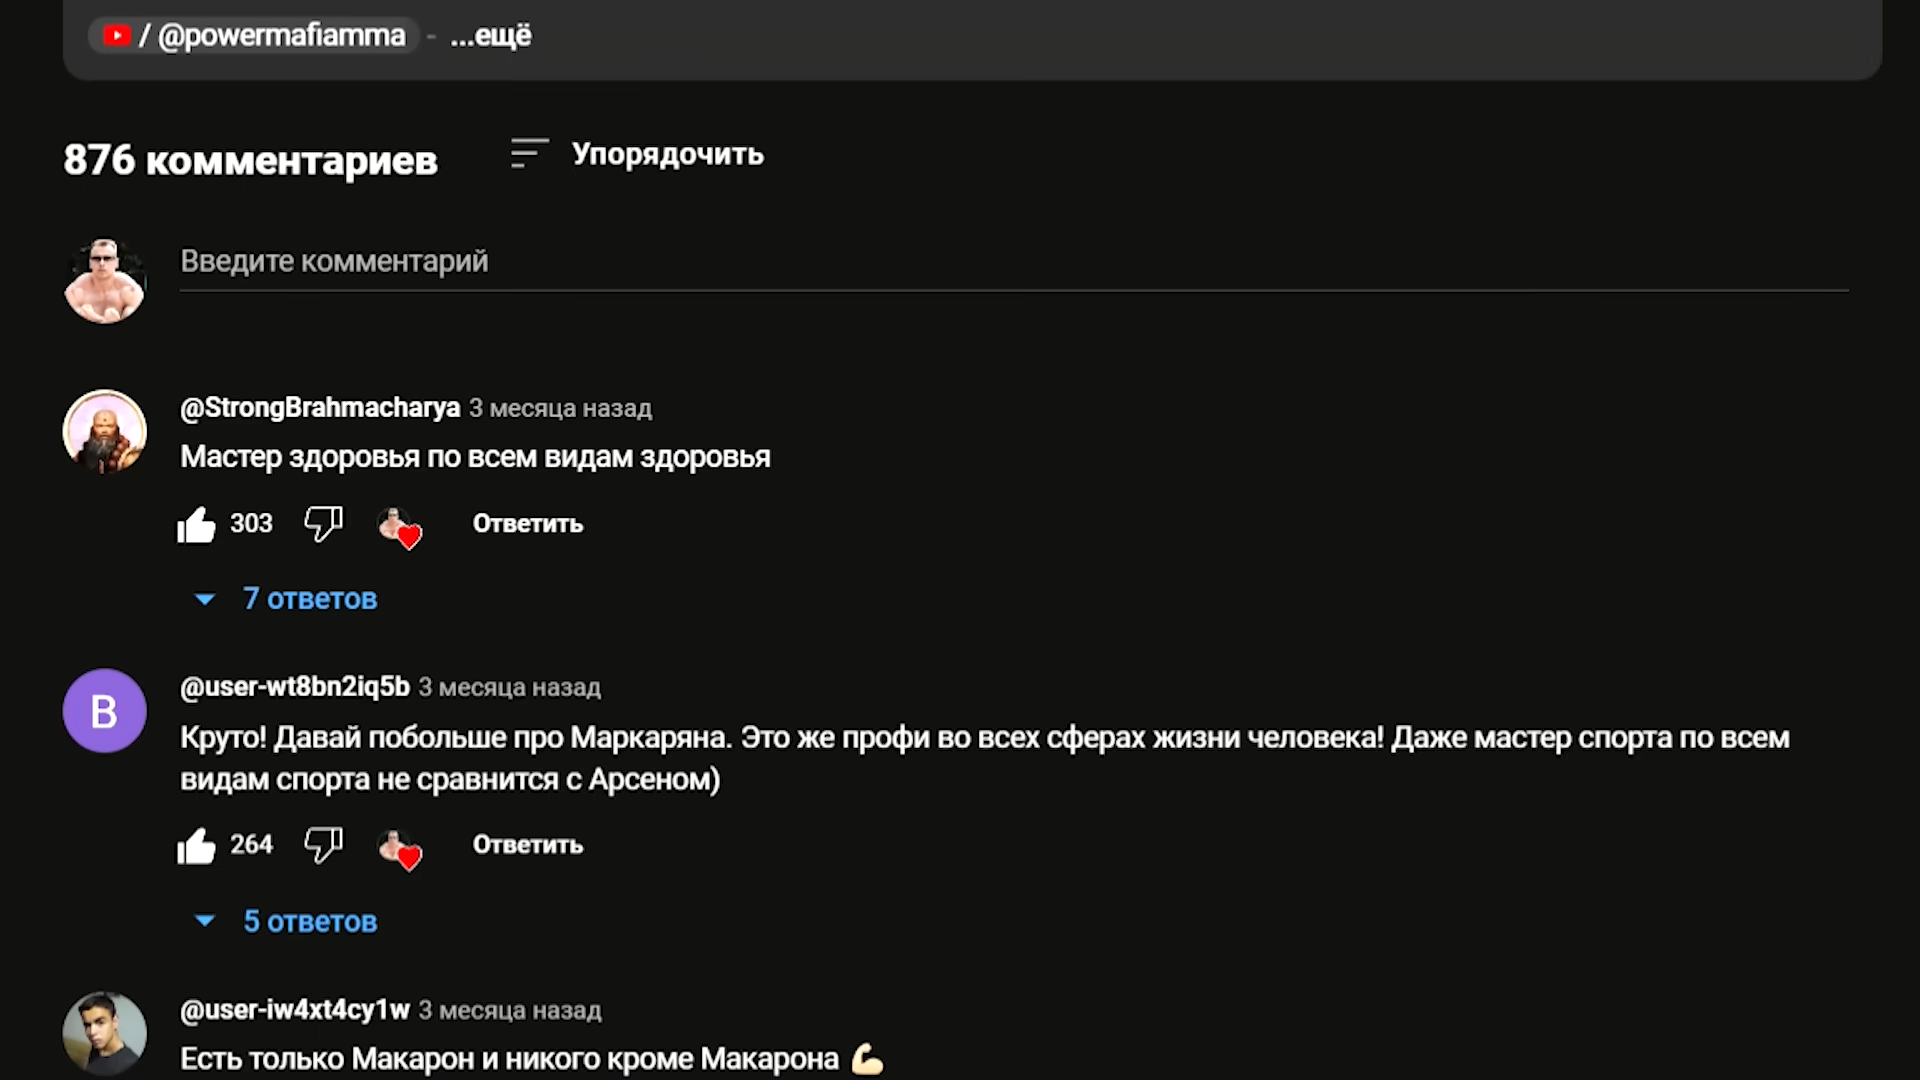 / @powermafiamma - ...ещё
876 комментариев Упорядочить
Введите комментарий
@StrongBrahmacharya 3 месяца назад
Мастер здоровья по всем видам здоровья
303 Ответить
7 ответов
B
@user-wt8bn2iq5b 3 месяца назад
Круто! Давай побольше про Маркаряна. Это же профи во всех сферах жизни человека! Даже мастер спорта по всем
видам спорта не сравнится с Арсеном)
264 Ответить
5 ответов
@user-iw4xt4cy1w 3 месяца назад
Есть только Макарон и никого кроме Макарона 💪🏻